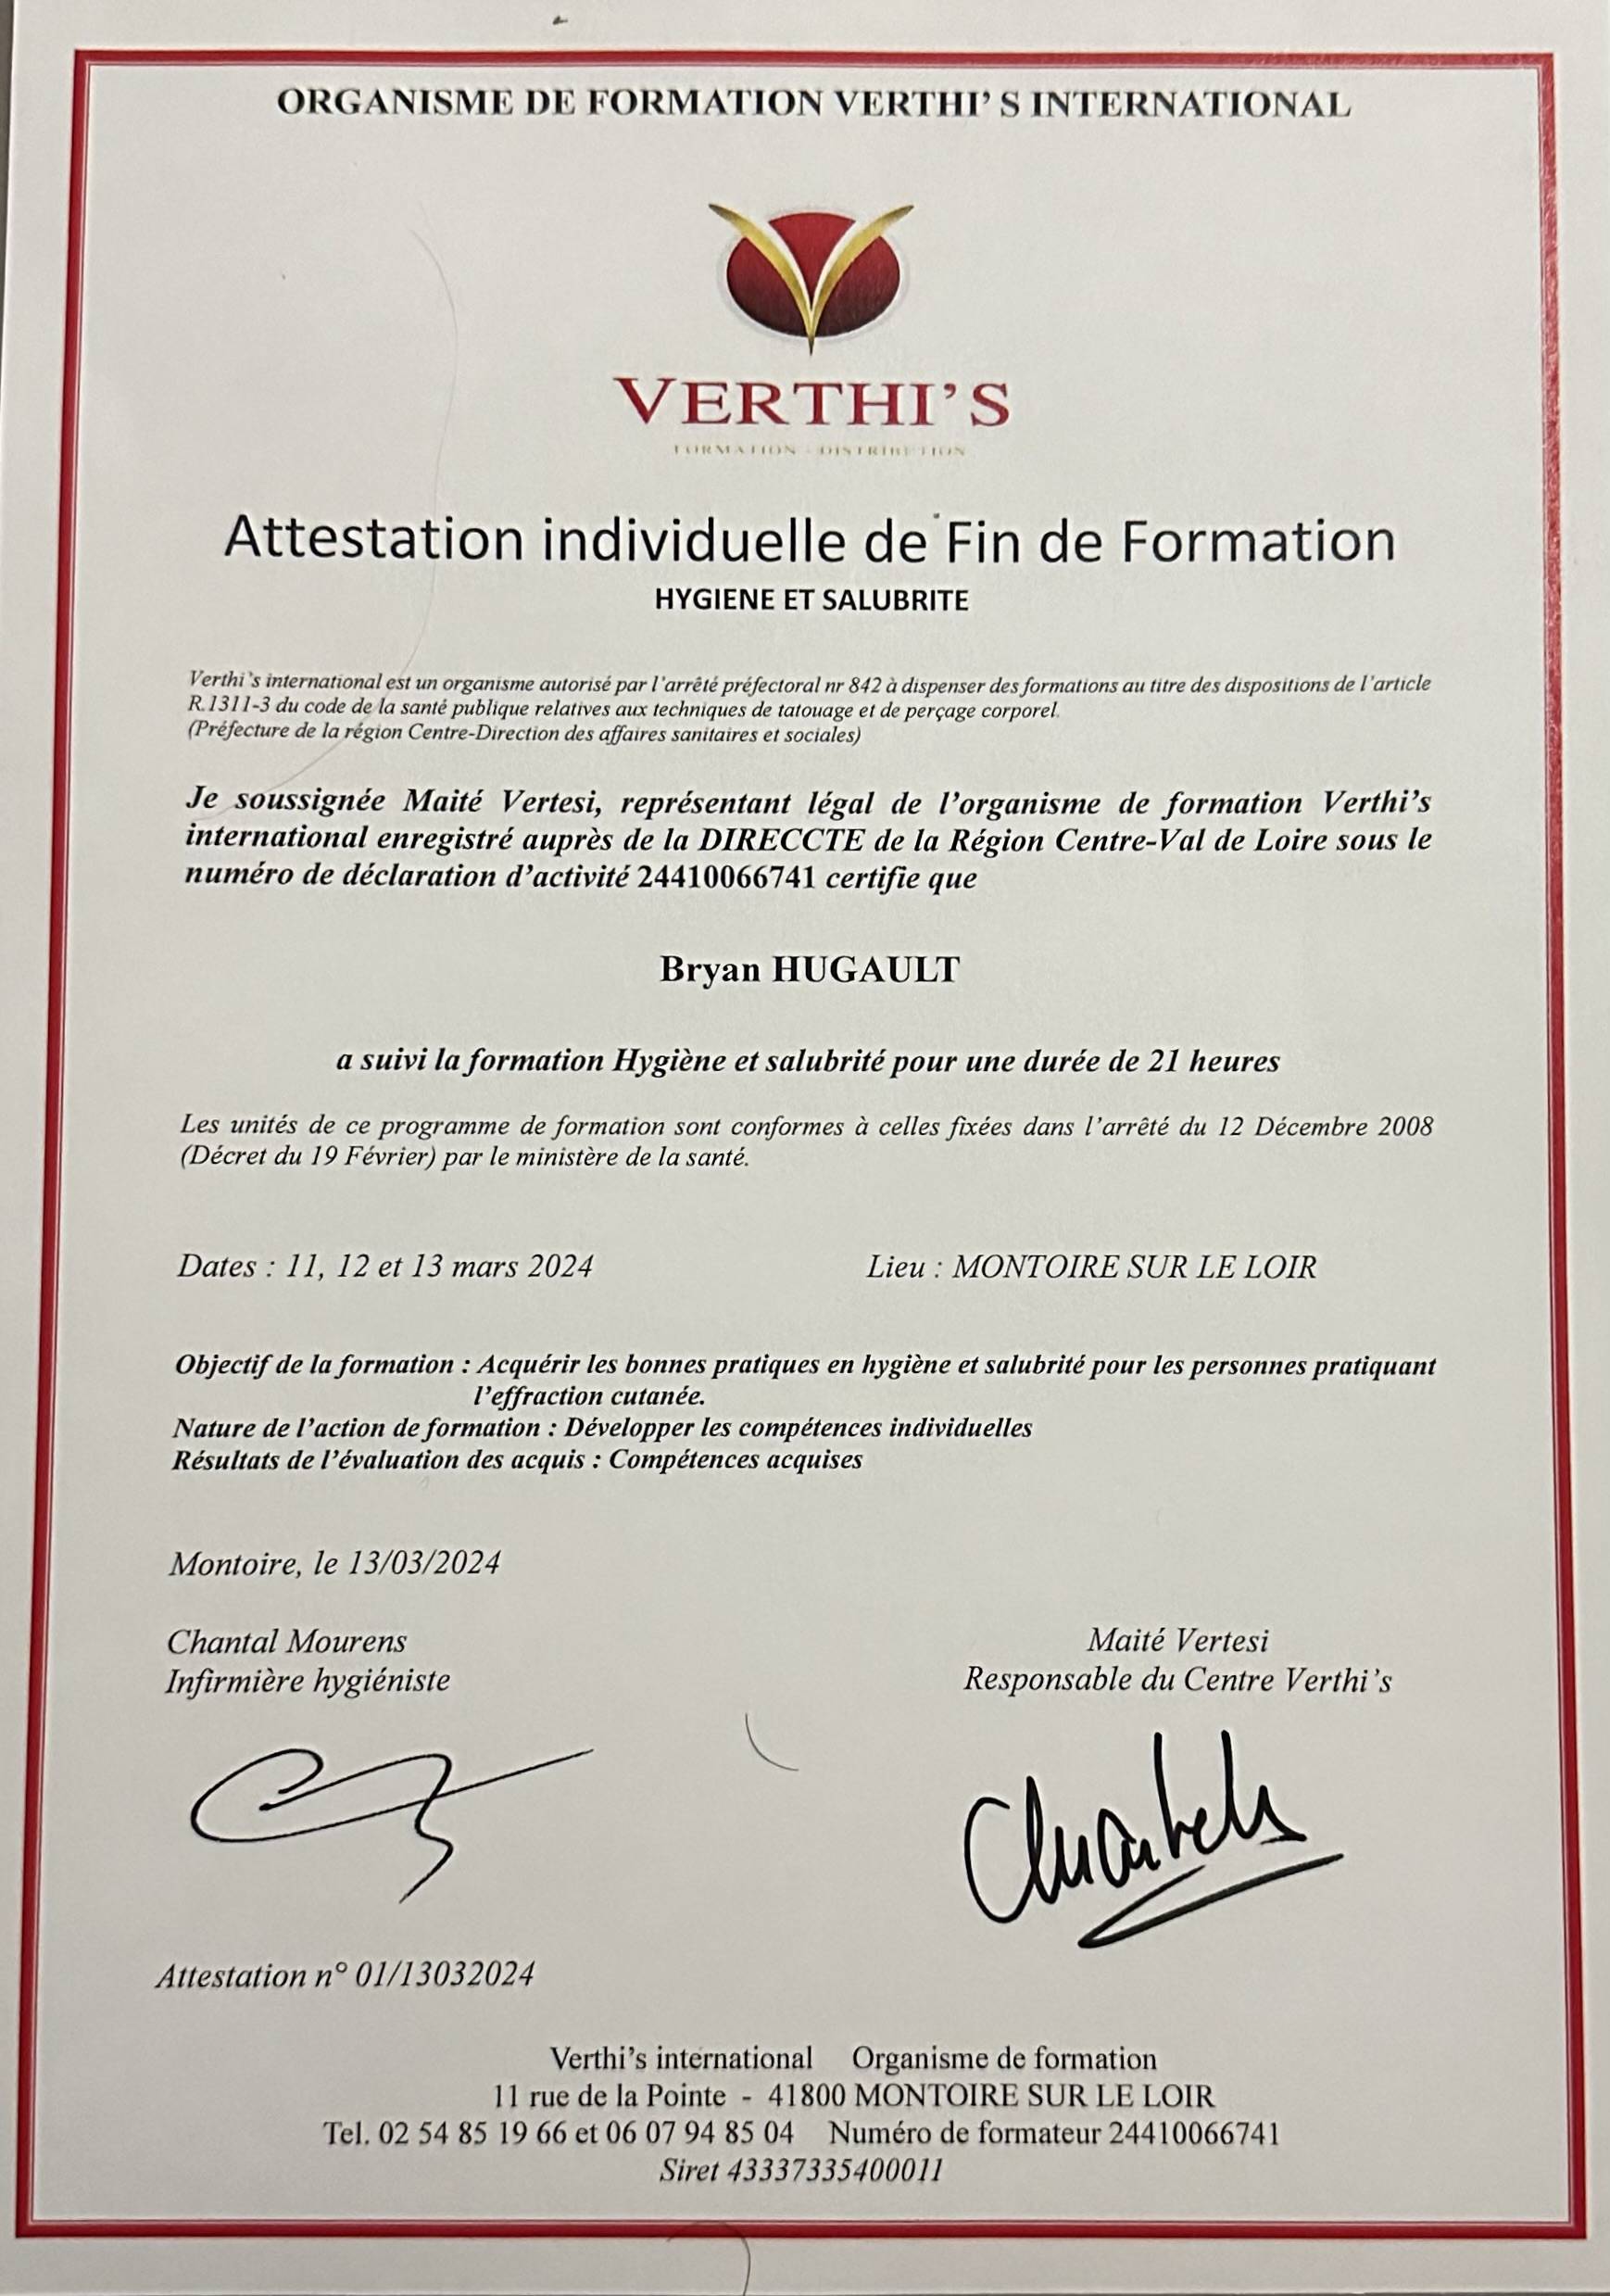 ORGANISME DE FORMATION VERTHI' S INTERNATIONAL
VERTHI'S
FORMATION - DISTRIBUTION
Attestation individuelle de Fin de Formation
HYGIENE ET SALUBRITE
Verthi's international est un organisme autorisé par l'arrêté préfectoral nr 842 à dispenser des formations au titre des dispositions de l'article
R.1311-3 du code de la santé publique relatives aux techniques de tatouage et de perçage corporel.
(Préfecture de la région Centre-Direction des affaires sanitaires et sociales)
Je soussignée Maité Vertesi, représentant légal de l'organisme de formation Verthi's
international enregistré auprès de la DIRECCTE de la Région Centre-Val de Loire sous le
numéro de déclaration d'activité 24410066741 certifie que
Bryan HUGAULT
a suivi la formation Hygiène et salubrité pour une durée de 21 heures
Les unités de ce programme de formation sont conformes à celles fixées dans l'arrêté du 12 Décembre 2008
(Décret du 19 Février) par le ministère de la santé.
Dates : 11, 12 et 13 mars 2024 Lieu : MONTOIRE SUR LE LOIR
Objectif de la formation : Acquérir les bonnes pratiques en hygiène et salubrité pour les personnes pratiquant
l'effraction cutanée.
Nature de l'action de formation : Développer les compétences individuelles
Résultats de l'évaluation des acquis : Compétences acquises
Montoire, le 13/03/2024
Chantal Mourens Maité Vertesi
Infirmière hygiéniste Responsable du Centre Verthi's
Attestation n° 01/13032024
Verthi's international Organisme de formation
11 rue de la Pointe - 41800 MONTOIRE SUR LE LOIR
Tel. 02 54 85 19 66 et 06 07 94 85 04 Numéro de formateur 24410066741
Siret 43337335400011